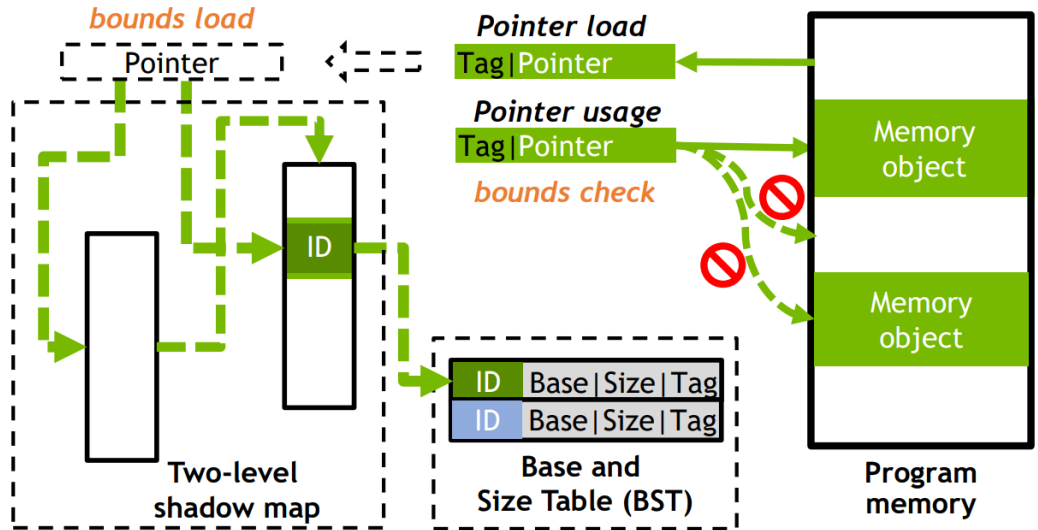 bounds load
Pointer
Pointer load
Tag|Pointer
Pointer usage
Tag|Pointer
bounds check
Memory
object
Memory
object
ID
ID Base|Size|Tag
ID Base|Size|Tag
Two-level
shadow map
Base and
Size Table (BST)
Program
memory